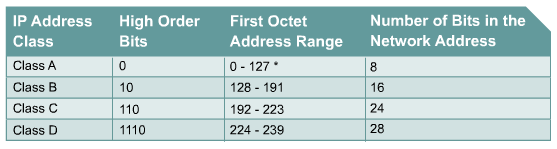 IP Address Class High Order Bits First Octet Address Range Number of Bits in the Network Address
Class A 0 0 - 127 * 8
Class B 10 128 - 191 16
Class C 110 192 - 223 24
Class D 1110 224 - 239 28